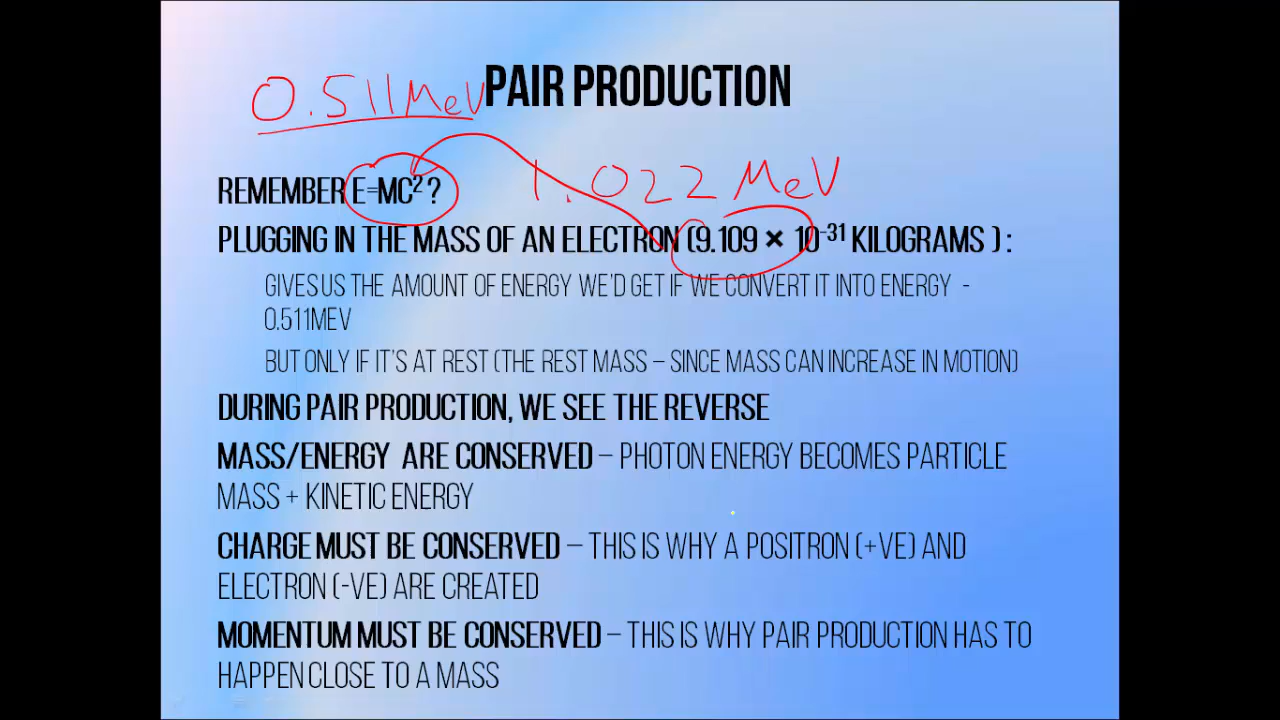 0.511MeV
PAIR PRODUCTION
1.022 MeV
REMEMBER E=MC²?
PLUGGING IN THE MASS OF AN ELECTRON (9.109 × 10⁻³¹ KILOGRAMS ) :
GIVES US THE AMOUNT OF ENERGY WE'D GET IF WE CONVERT IT INTO ENERGY -
0.511MEV
BUT ONLY IF IT'S AT REST (THE REST MASS – SINCE MASS CAN INCREASE IN MOTION)
DURING PAIR PRODUCTION, WE SEE THE REVERSE
MASS/ENERGY ARE CONSERVED – PHOTON ENERGY BECOMES PARTICLE
MASS + KINETIC ENERGY
CHARGE MUST BE CONSERVED – THIS IS WHY A POSITRON (+VE) AND
ELECTRON (-VE) ARE CREATED
MOMENTUM MUST BE CONSERVED – THIS IS WHY PAIR PRODUCTION HAS TO
HAPPEN CLOSE TO A MASS